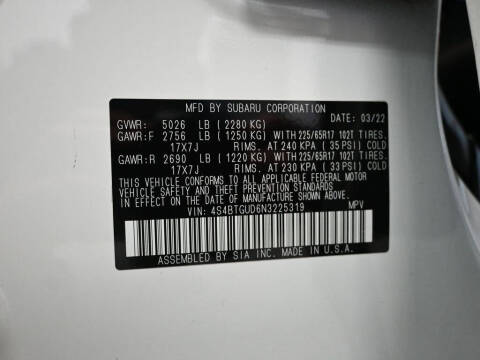 MFD BY SUBARU CORPORATION
DATE: 03/22
GVWR: 5026 LB (2280 KG)
GAWR:F 2756 LB (1250 KG) WITH 225/65R17 102T TIRES.
17X7J RIMS. AT 240 KPA (35 PSI) COLD
GAWR:R 2690 LB (1220 KG) WITH 225/65R17 102T TIRES.
17X7J RIMS. AT 230 KPA (33 PSI) COLD
THIS VEHICLE CONFORMS TO ALL APPLICABLE FEDERAL MOTOR
VEHICLE SAFETY AND THEFT PREVENTION STANDARDS
IN EFFECT ON THE DATE OF MANUFACTURE SHOWN ABOVE.
VIN: 4S4BTGUD6N3225319 MPV
ASSEMBLED BY SIA INC. MADE IN U.S.A.